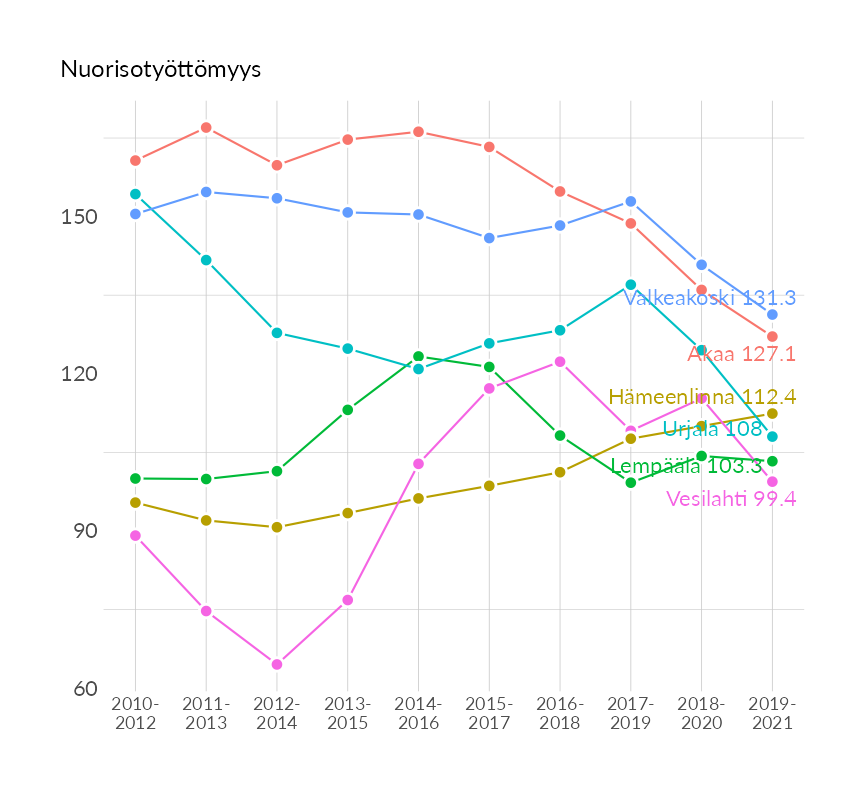 Nuorisotyöttömyys
150
120
90
60
Valkeakoski 131.3
Akaa 127.1
Hämeenlinna 112.4
Urjala 108
Lempäälä 103.3
Vesilahti 99.4
2010- 2011- 2012- 2013- 2014- 2015- 2016- 2017- 2018- 2019-
2012 2013 2014 2015 2016 2017 2018 2019 2020 2021